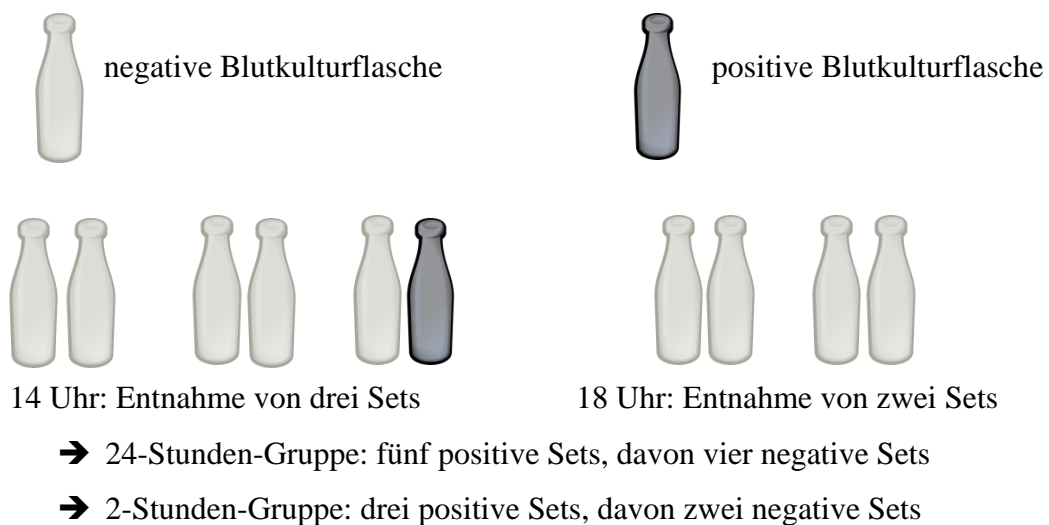 negative Blutkulturflasche
positive Blutkulturflasche
14 Uhr: Entnahme von drei Sets
18 Uhr: Entnahme von zwei Sets
➔ 24-Stunden-Gruppe: fünf positive Sets, davon vier negative Sets
➔ 2-Stunden-Gruppe: drei positive Sets, davon zwei negative Sets